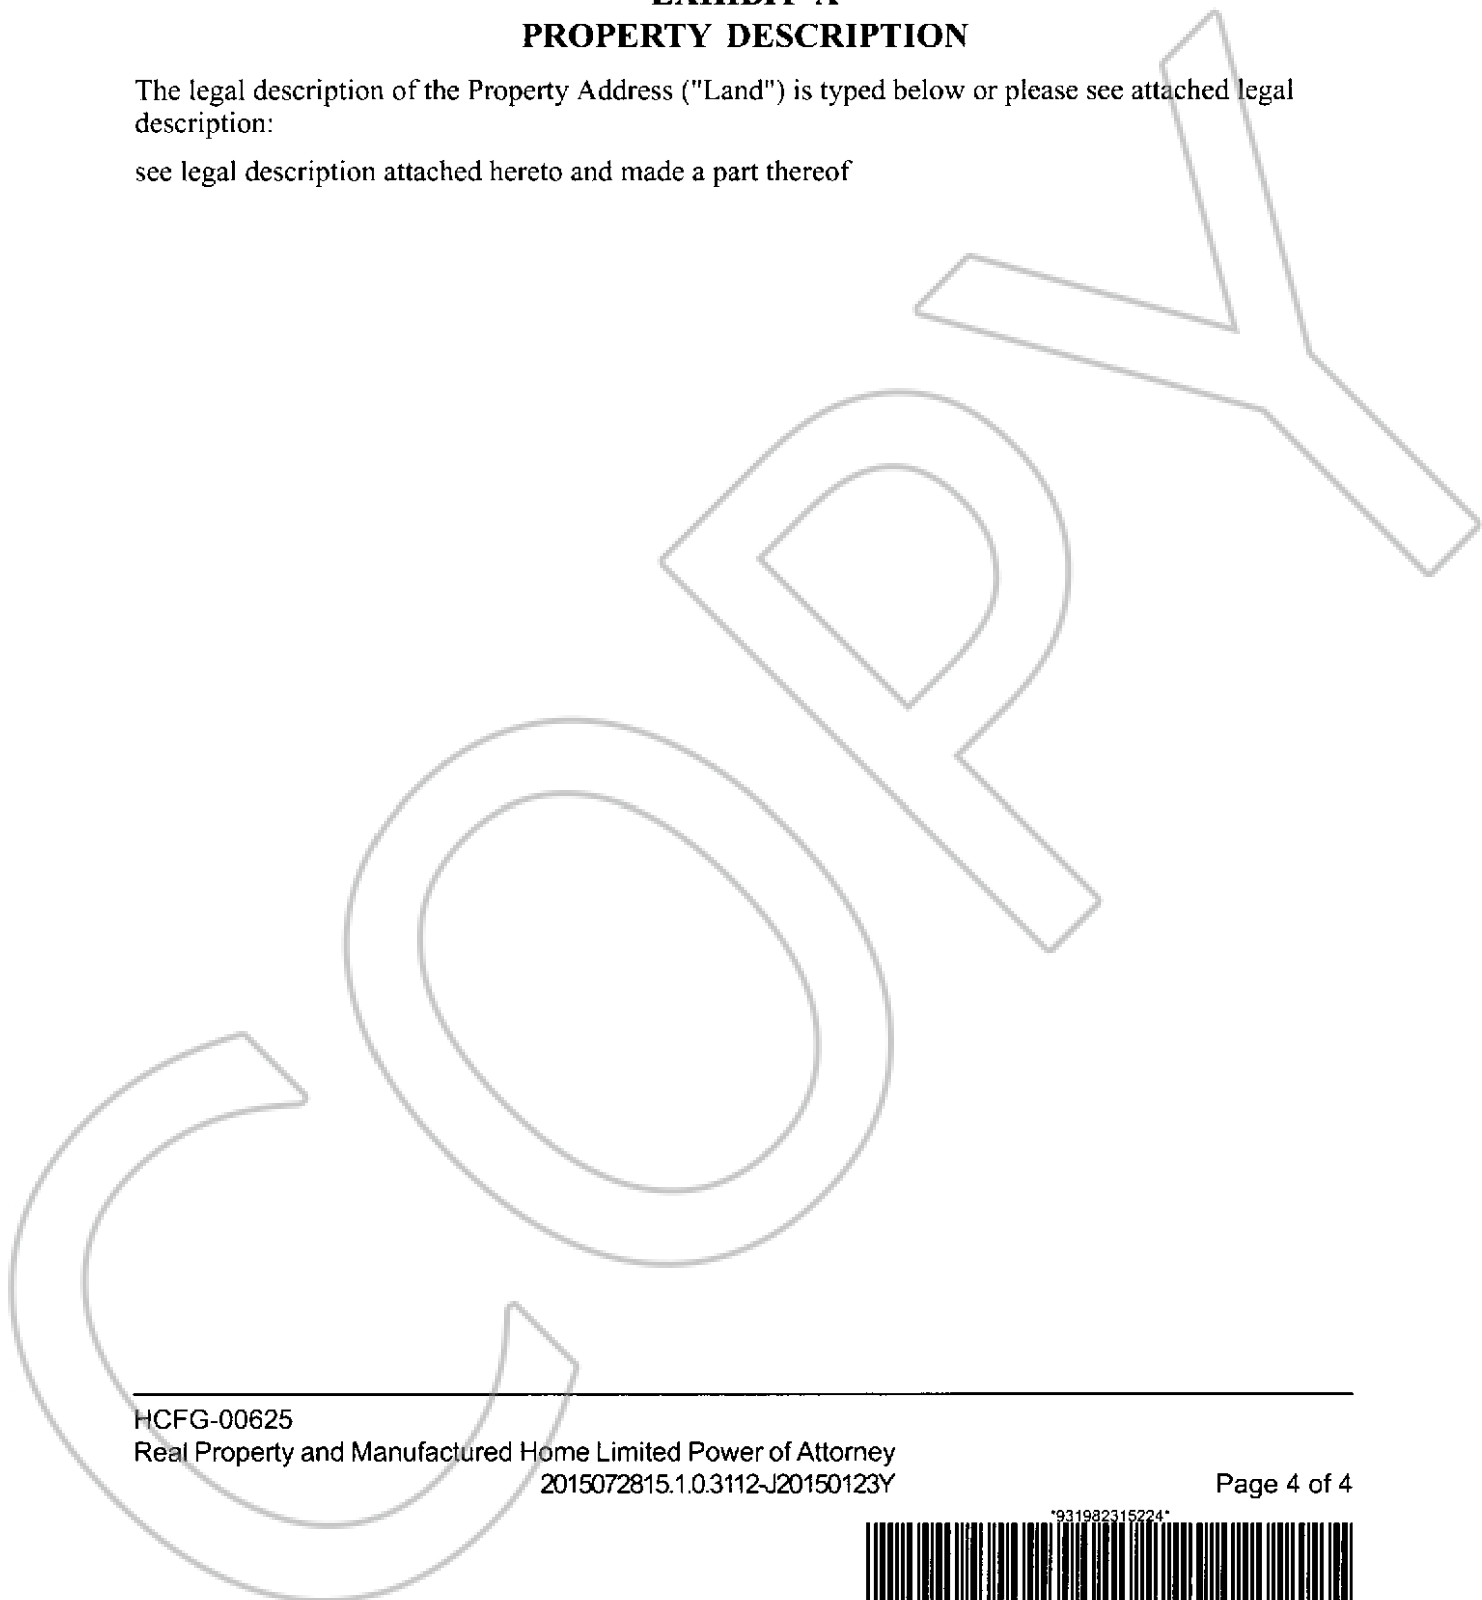 EXHIBIT A
PROPERTY DESCRIPTION
The legal description of the Property Address ("Land") is typed below or please see attached legal
description:
see legal description attached hereto and made a part thereof
COPY
HCFG-00625
Real Property and Manufactured Home Limited Power of Attorney
2015072815.1.0.3112-J20150123Y
Page 4 of 4
*931982315224*